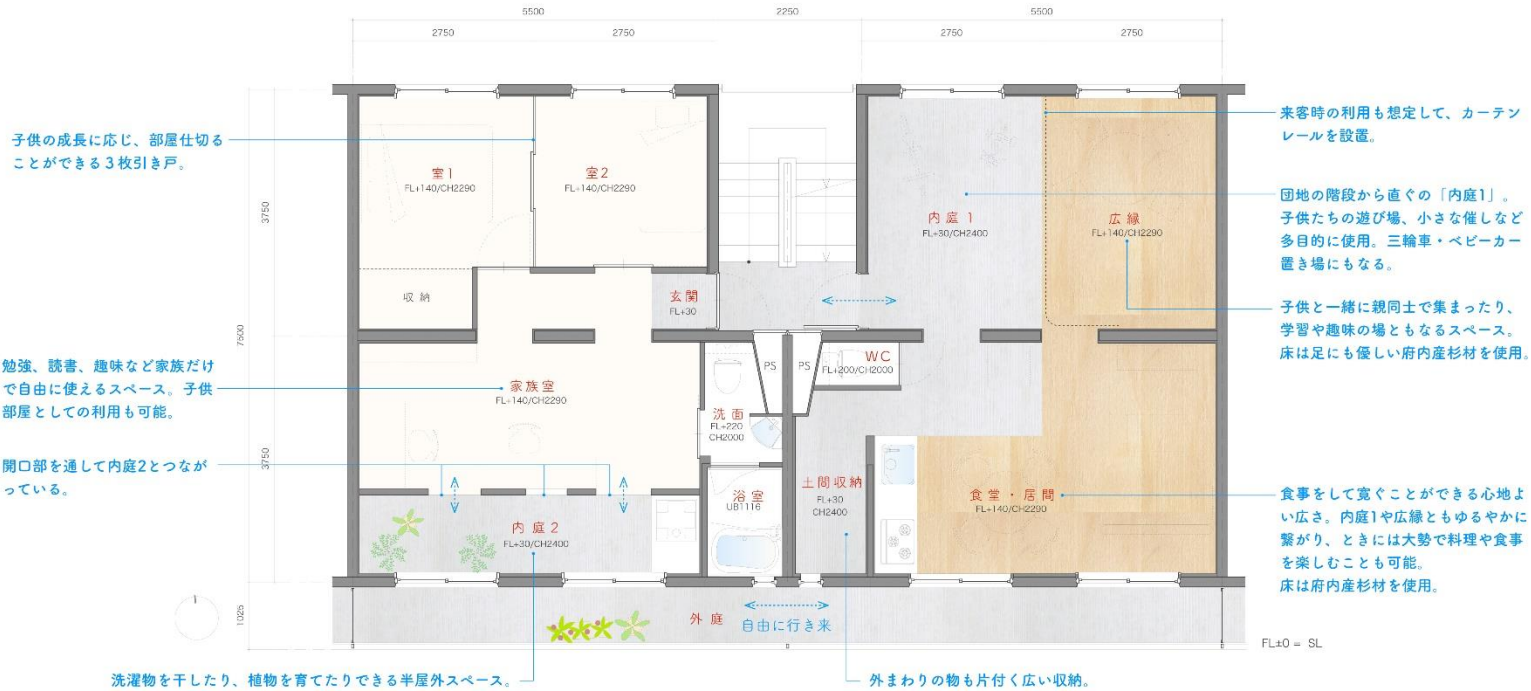 5500
2250
5500
2750
2750
2750
2750
子供の成長に応じ、部屋仕切る
ことができる3枚引き戸。
室1
FL+140/CH2290
室2
FL+140/CH2290
内庭 1
FL+30/CH2400
広縁
FL+140/CH2290
来客時の利用も想定して、カーテン
レールを設置。
団地の階段から直ぐの「内庭1」。
子供たちの遊び場、小さな催しなど
多目的に使用。三輪車・ベビーカー
置き場にもなる。
3750
7500
3750
1025
収納
玄関
FL+30
子供と一緒に親同士で集まったり、
学習や趣味の場ともなるスペース。
床は足にも優しい府内産杉材を使用。
勉強、読書、趣味など家族だけ
で自由に使えるスペース。子供
部屋としての利用も可能。
家族室
FL+140/CH2290
PS
PS
WC
FL+200/CH2000
洗面
FL+220
CH2000
開口部を通して内庭2とつなが
っている。
浴室
UB1116
土間収納
FL+30
CH2400
食堂・居間
FL+140/CH2290
食事をして寛ぐことができる心地よ
い広さ。内庭1や広縁ともゆるやかに
繋がり、ときには大勢で料理や食事
を楽しむことも可能。
床は府内産杉材を使用。
内庭2
FL+30/CH2400
外庭
自由に行き来
FL±0 = SL
洗濯物を干したり、植物を育てたりできる半屋外スペース。
外まわりの物も片付く広い収納。